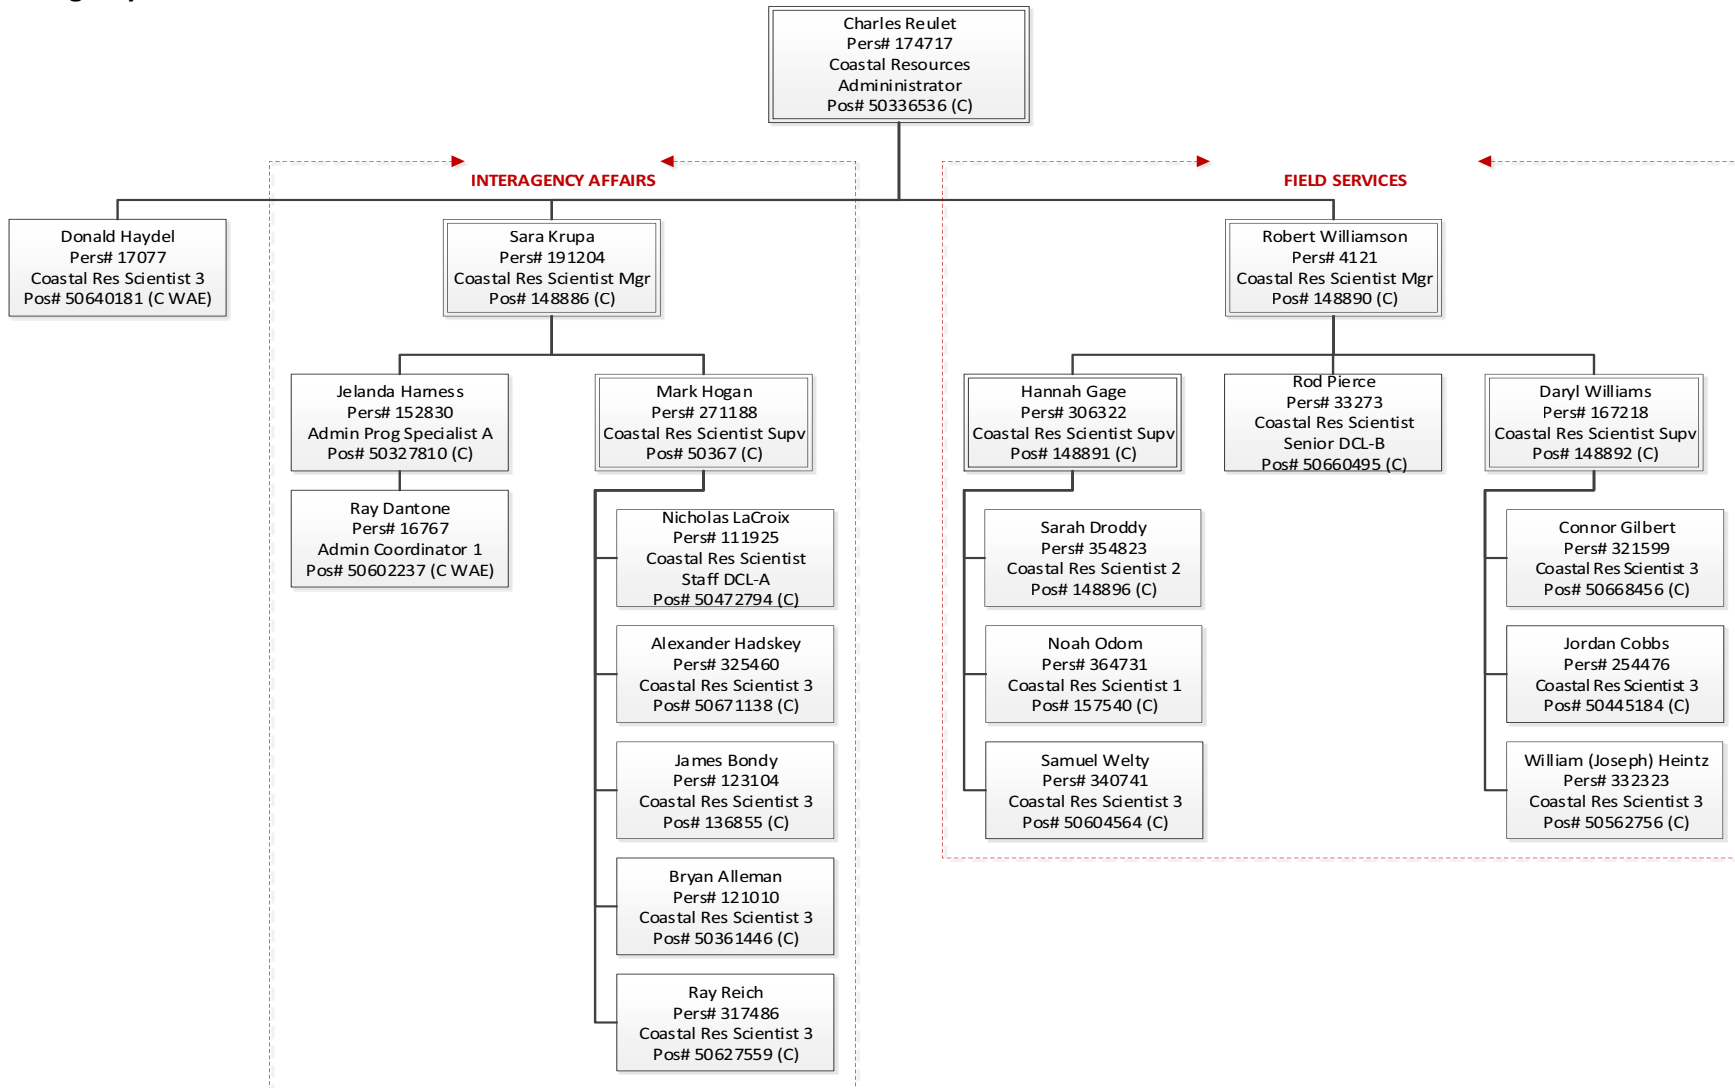 Charles Reulet
Pers# 174717
Coastal Resources
Admininistrator
Pos# 50336536 (C)
INTERAGENCY AFFAIRS
FIELD SERVICES
Donald Haydel
Pers# 17077
Coastal Res Scientist 3
Pos# 50640181 (C WAE)
Sara Krupa
Pers# 191204
Coastal Res Scientist Mgr
Pos# 148886 (C)
Robert Williamson
Pers# 4121
Coastal Res Scientist Mgr
Pos# 148890 (C)
Jelanda Harness
Pers# 152830
Admin Prog Specialist A
Pos# 50327810 (C)
Mark Hogan
Pers# 271188
Coastal Res Scientist Supv
Pos# 50367 (C)
Hannah Gage
Pers# 306322
Coastal Res Scientist Supv
Pos# 148891 (C)
Rod Pierce
Pers# 33273
Coastal Res Scientist
Senior DCL-B
Pos# 50660495 (C)
Daryl Williams
Pers# 167218
Coastal Res Scientist Supv
Pos# 148892 (C)
Ray Dantone
Pers# 16767
Admin Coordinator 1
Pos# 50602237 (C WAE)
Nicholas LaCroix
Pers# 111925
Coastal Res Scientist
Staff DCL-A
Pos# 50472794 (C)
Alexander Hadskey
Pers# 325460
Coastal Res Scientist 3
Pos# 50671138 (C)
James Bondy
Pers# 123104
Coastal Res Scientist 3
Pos# 136855 (C)
Bryan Alleman
Pers# 121010
Coastal Res Scientist 3
Pos# 50361446 (C)
Ray Reich
Pers# 317486
Coastal Res Scientist 3
Pos# 50627559 (C)
Sarah Droddy
Pers# 354823
Coastal Res Scientist 2
Pos# 148896 (C)
Noah Odom
Pers# 364731
Coastal Res Scientist 1
Pos# 157540 (C)
Samuel Welty
Pers# 340741
Coastal Res Scientist 3
Pos# 50604564 (C)
Connor Gilbert
Pers# 321599
Coastal Res Scientist 3
Pos# 50668456 (C)
Jordan Cobbs
Pers# 254476
Coastal Res Scientist 3
Pos# 50445184 (C)
William (Joseph) Heintz
Pers# 332323
Coastal Res Scientist 3
Pos# 50562756 (C)